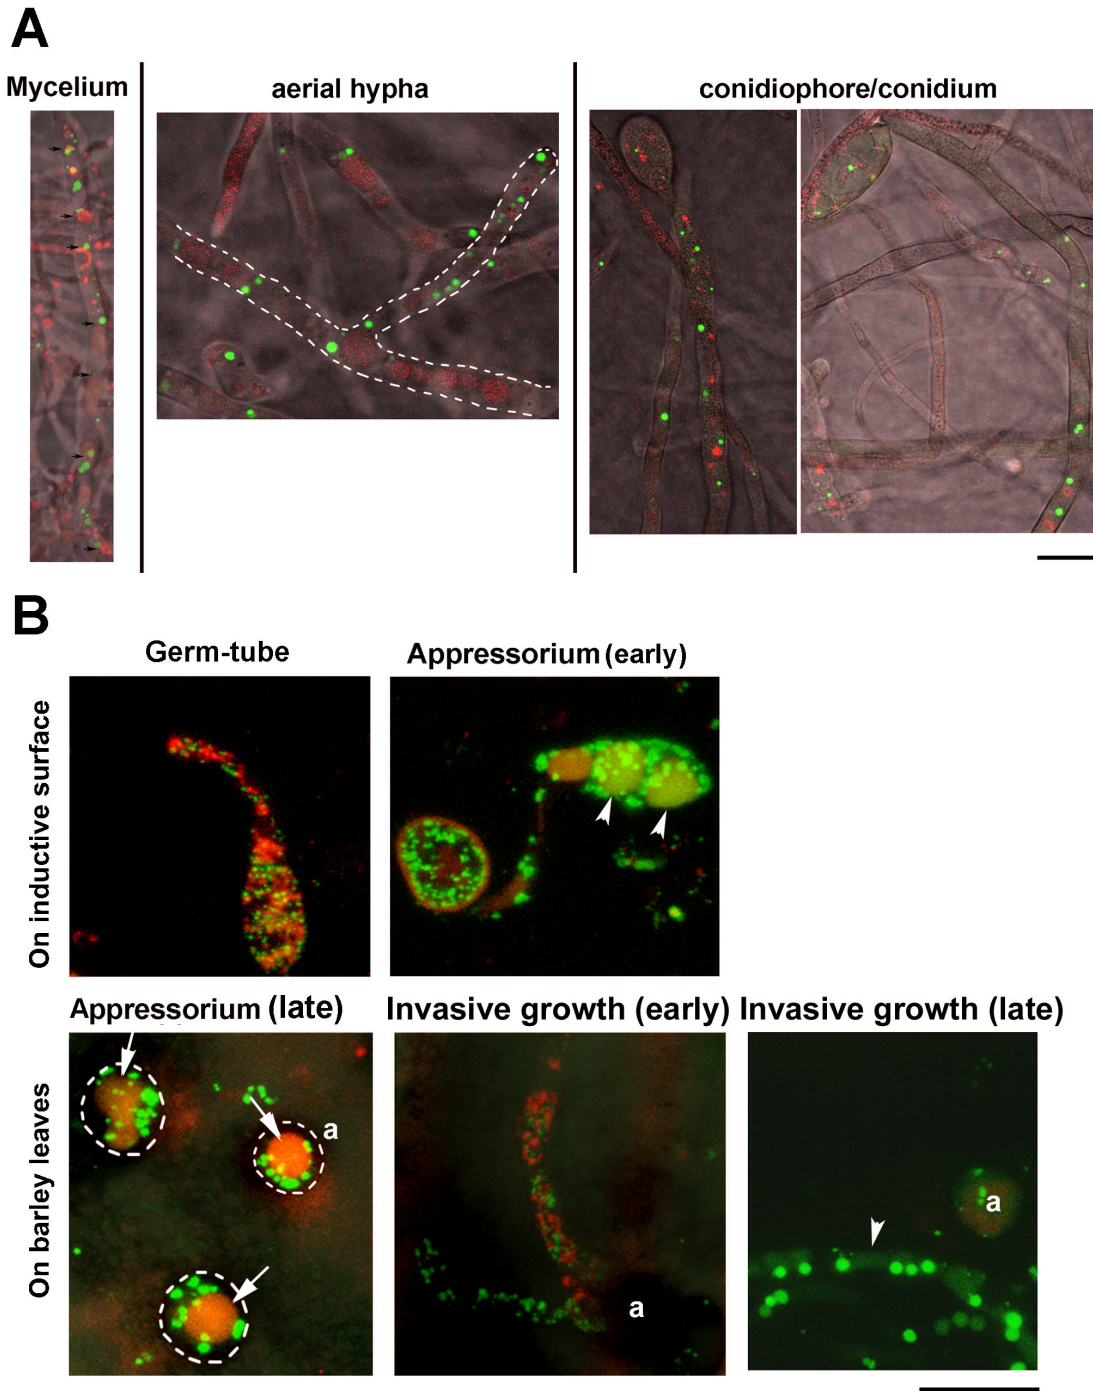 A
Mycelium
aerial hypha
conidiophore/conidium
B
Germ-tube
Appressorium (early)
On inductive surface
Appressorium (late)
Invasive growth (early)
Invasive growth (late)
On barley leaves
a
a
a